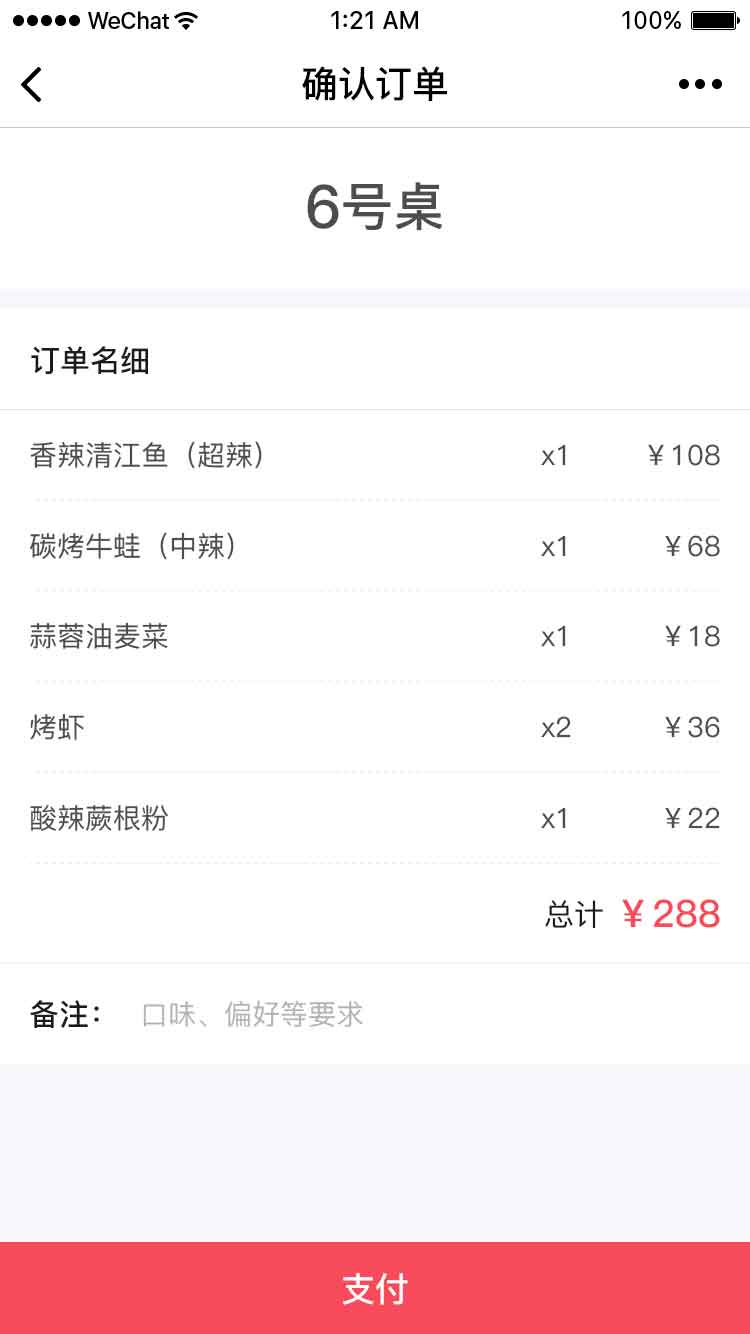 WeChat 1:21 AM 100%
确认订单
6号桌
订单名细
香辣清江鱼（超辣） x1 ￥108
碳烤牛蛙（中辣） x1 ￥68
蒜蓉油麦菜 x1 ￥18
烤虾 x2 ￥36
酸辣蕨根粉 x1 ￥22
总计 ￥288
备注： 口味、偏好等要求
支付